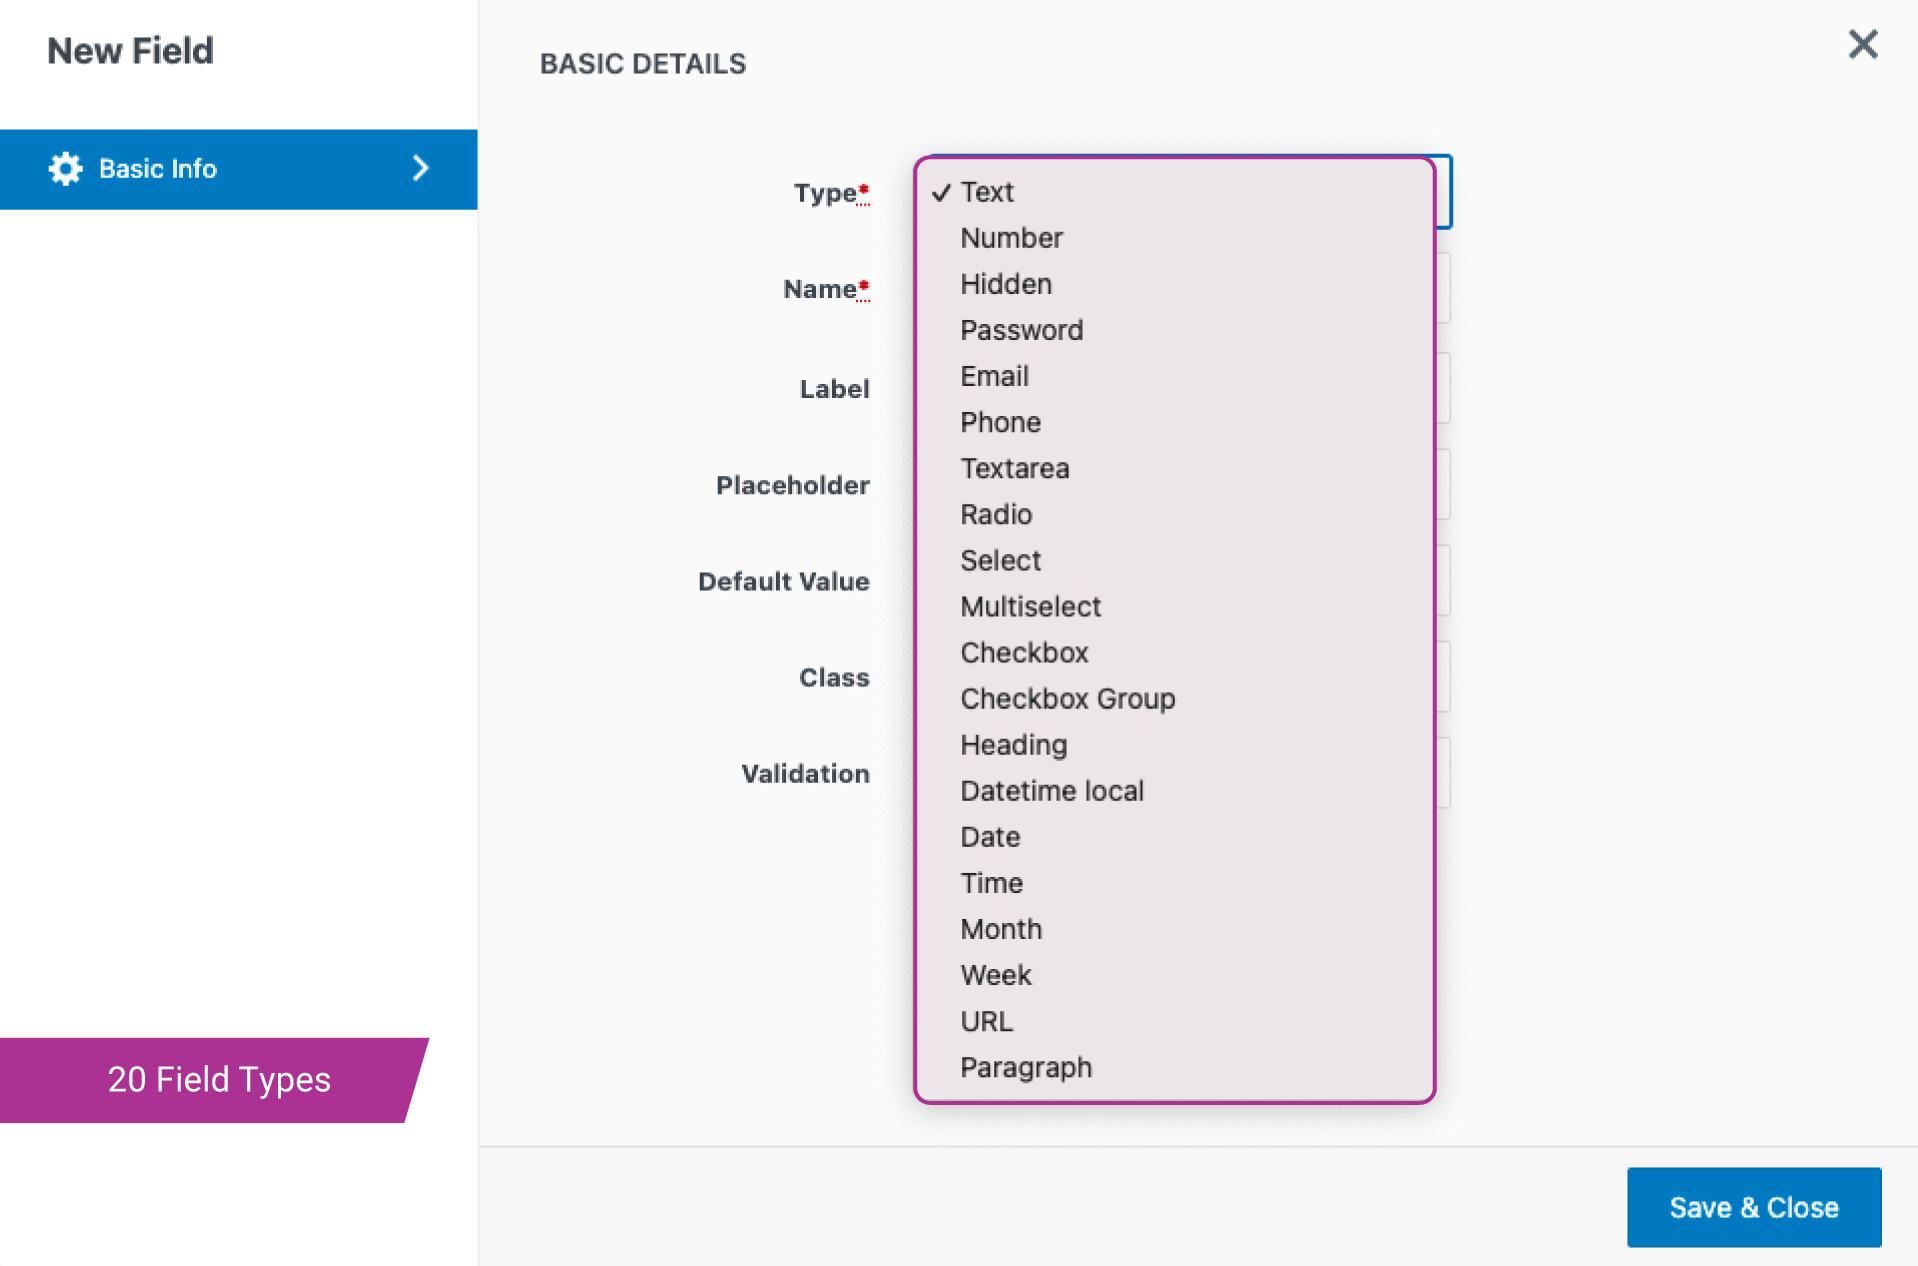 New Field
Basic Info
20 Field Types
BASIC DETAILS
Type*
Name*
Label
Placeholder
Default Value
Class
Validation
✓ Text
Number
Hidden
Password
Email
Phone
Textarea
Radio
Select
Multiselect
Checkbox
Checkbox Group
Heading
Datetime local
Date
Time
Month
Week
URL
Paragraph
Save & Close